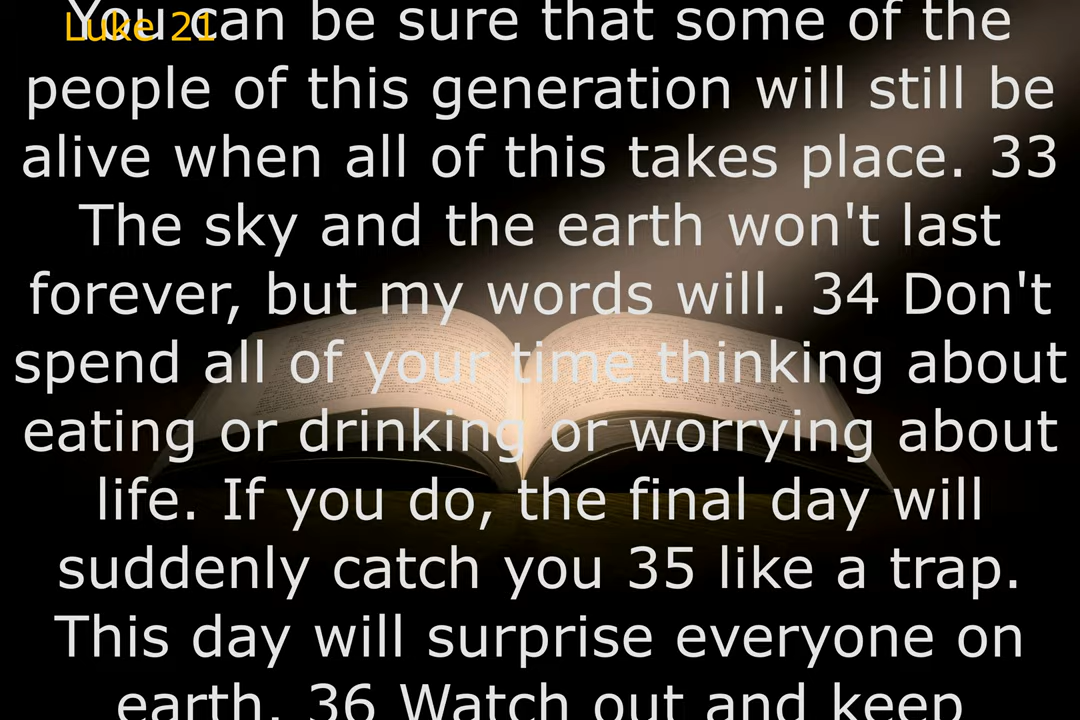 Luke 21
You can be sure that some of the
people of this generation will still be
alive when all of this takes place. 33
The sky and the earth won't last
forever, but my words will. 34 Don't
spend all of your time thinking about
eating or drinking or worrying about
life. If you do, the final day will
suddenly catch you 35 like a trap.
This day will surprise everyone on
earth. 36 Watch out and keep